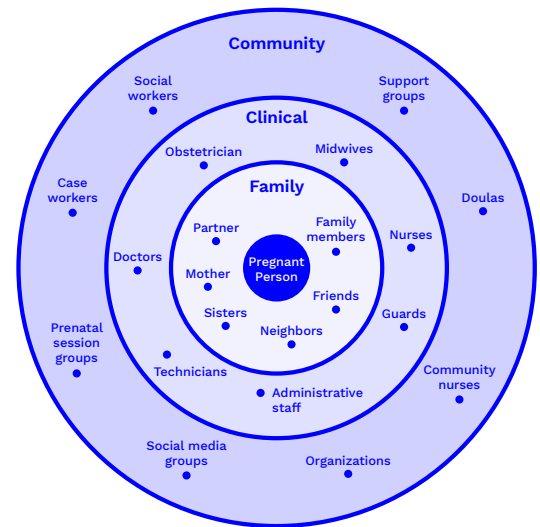 Community
Social
workers
Support
groups
Clinical
Obstetrician
Midwives
Case
workers
Family
Doulas
Partner
Family
members
Nurses
Doctors
Pregnant
Person
Mother
Friends
Sisters
Guards
Neighbors
Prenatal
session
groups
Technicians
Community
nurses
Administrative
staff
Social media
groups
Organizations